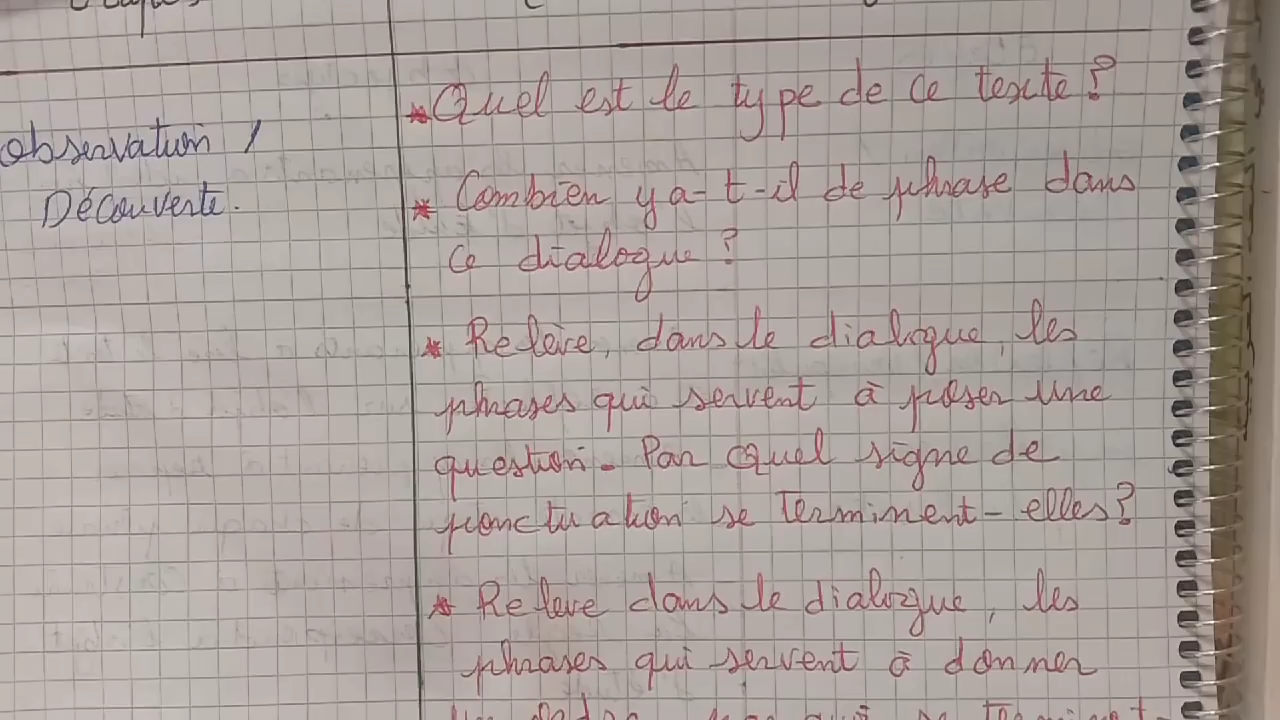 Observation /
Découverte.
* Quel est le type de ce texte ?
* Combien y a-t-il de phrase dans
ce dialogue ?
* Relève, dans le dialogue, les
phrases qui servent à poser une
question. Par quel signe de
ponctuation se terminent-elles ?
* Relève dans le dialogue, les
phrases qui servent à donner